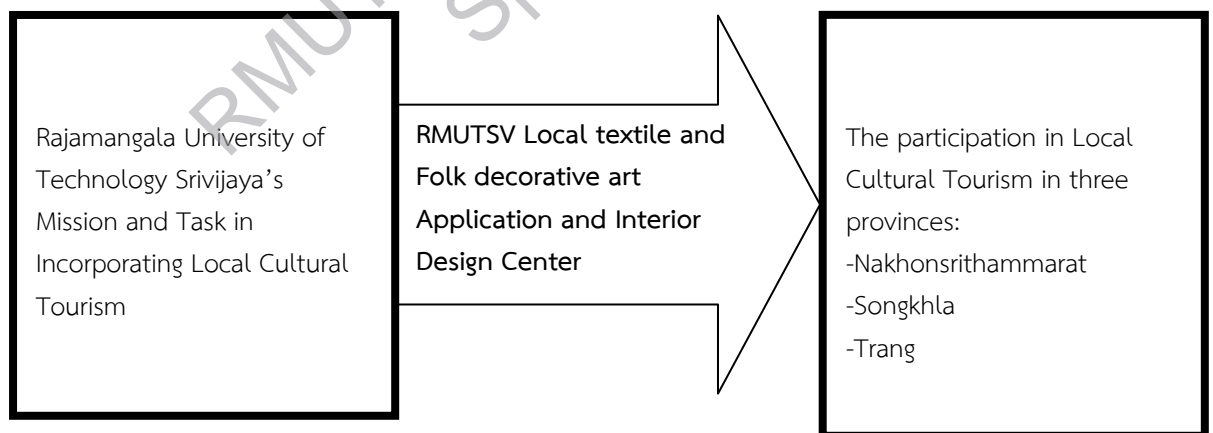 Rajamangala University of
Technology Srivijaya’s
Mission and Task in
Incorporating Local Cultural
Tourism
RMUTSV Local textile and
Folk decorative art
Application and Interior
Design Center
The participation in Local
Cultural Tourism in three
provinces:
-Nakhonsrithammarat
-Songkhla
-Trang